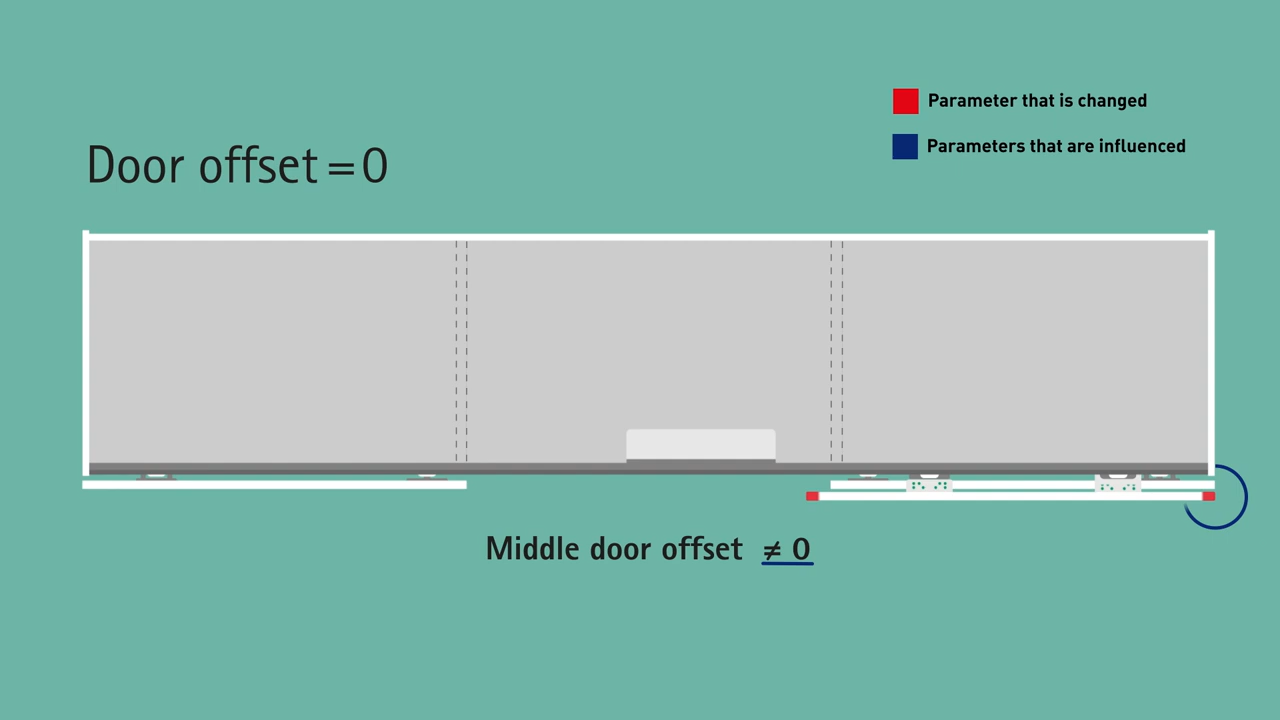 Parameter that is changed
Parameters that are influenced
Door offset = 0
Middle door offset ≠ 0